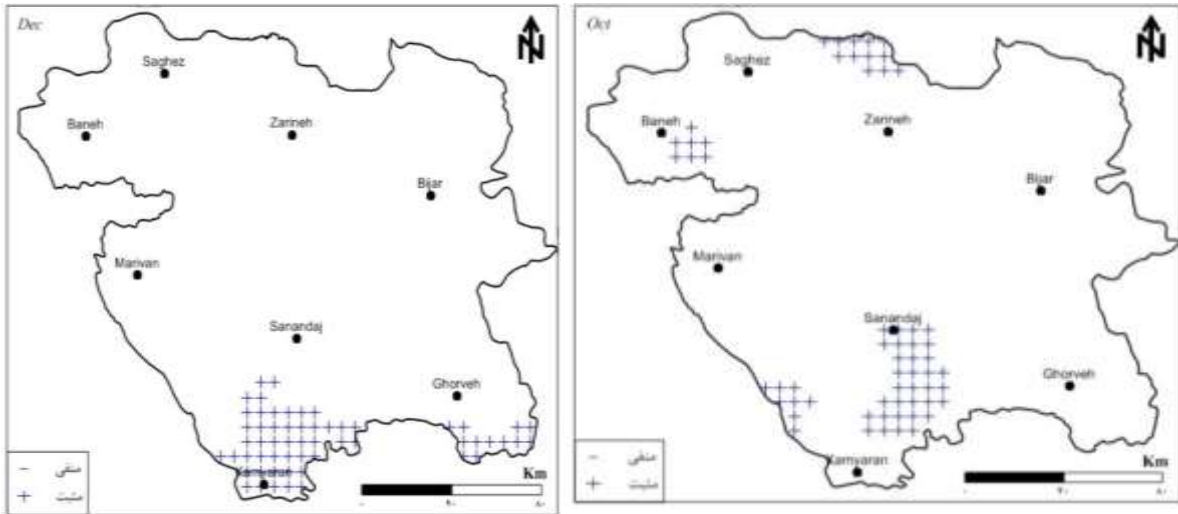 Dec
N
Saghez
Baneh
Zarineh
Bijar
Marivan
Sanandaj
Ghorveh
Kamyaran
منفی −
مثبت +
Km
Oct
N
Saghez
Baneh
Zarineh
Bijar
Marivan
Sanandaj
Ghorveh
Kamyaran
منفی −
مثبت +
Km